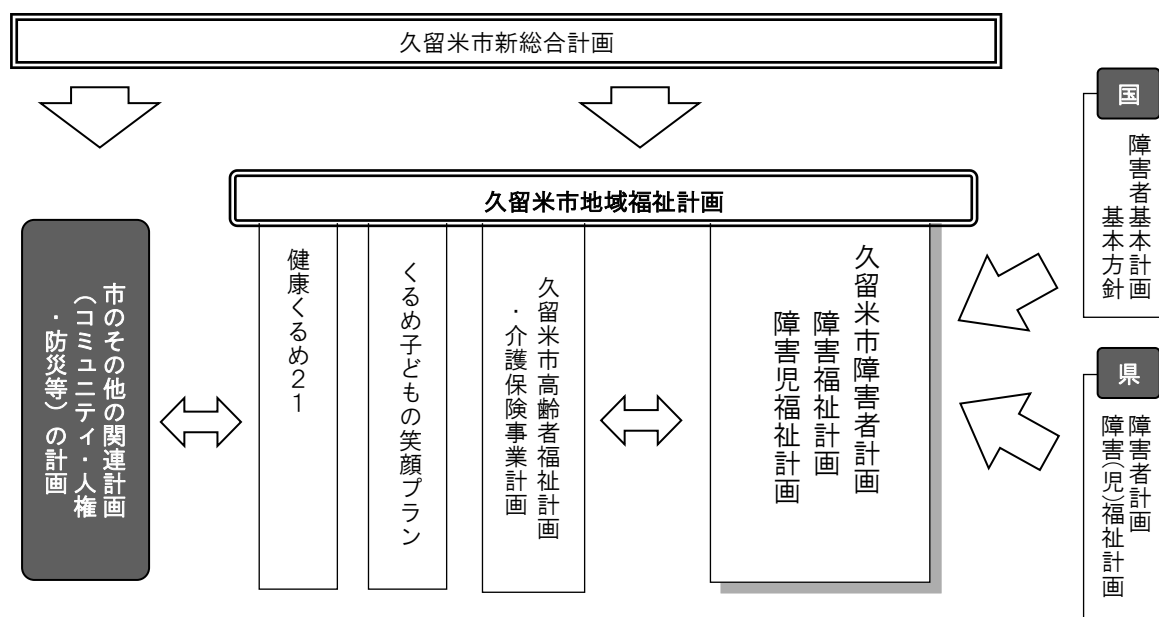 久留米市新総合計画
久留米市地域福祉計画
国
障害者基本計画
基本方針
県
障害者計画
障害(児)福祉計画
久留米市障害者計画
障害福祉計画
障害児福祉計画
久留米市高齢者福祉計画
・介護保険事業計画
くるめ子どもの笑顔プラン
健康くるめ21
市のその他の関連計画
(コミュニティ・人権
・防災等)の計画